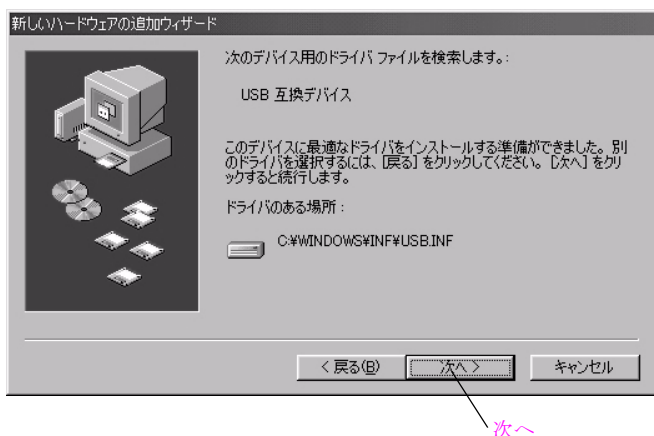 新しいハードウェアの追加ウィザード
次のデバイス用のドライバ ファイルを検索します。:
USB 互換デバイス
このデバイスに最適なドライバをインストールする準備ができました。別
のドライバを選択するには、[戻る] をクリックしてください。[次へ] をクリ
ックすると続行します。
ドライバのある場所 :
C:¥WINDOWS¥INF¥USB.INF
< 戻る(B)
次へ >
キャンセル
次へ